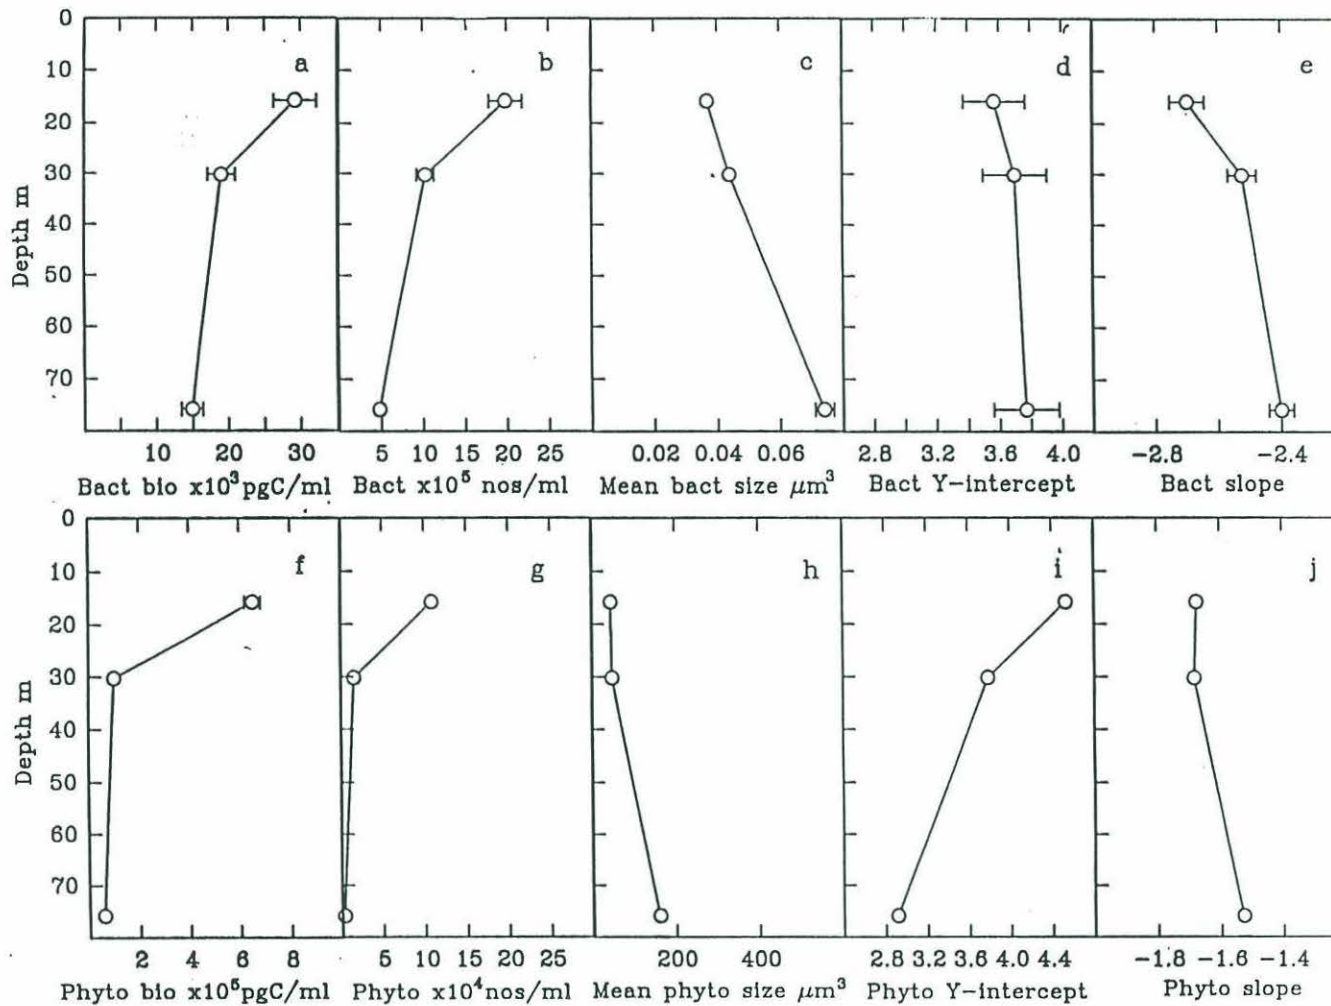 0
10
20
30
40
50
60
70
Depth m
a
b
c
d
e
10 20 30
5 10 15 20 25
0.02 0.04 0.06
2.8 3.2 3.6 4.0
-2.8 -2.4
Bact bio x10³pgC/ml
Bact x10⁵ nos/ml
Mean bact size μm³
Bact Y-intercept
Bact slope
0
10
20
30
40
50
60
70
Depth m
f
g
h
i
j
2 4 6 8
5 10 15 20 25
200 400
2.8 3.2 3.6 4.0 4.4
-1.8 -1.6 -1.4
Phyto bio x10⁵pgC/ml
Phyto x10⁴nos/ml
Mean phyto size μm³
Phyto Y-intercept
Phyto slope